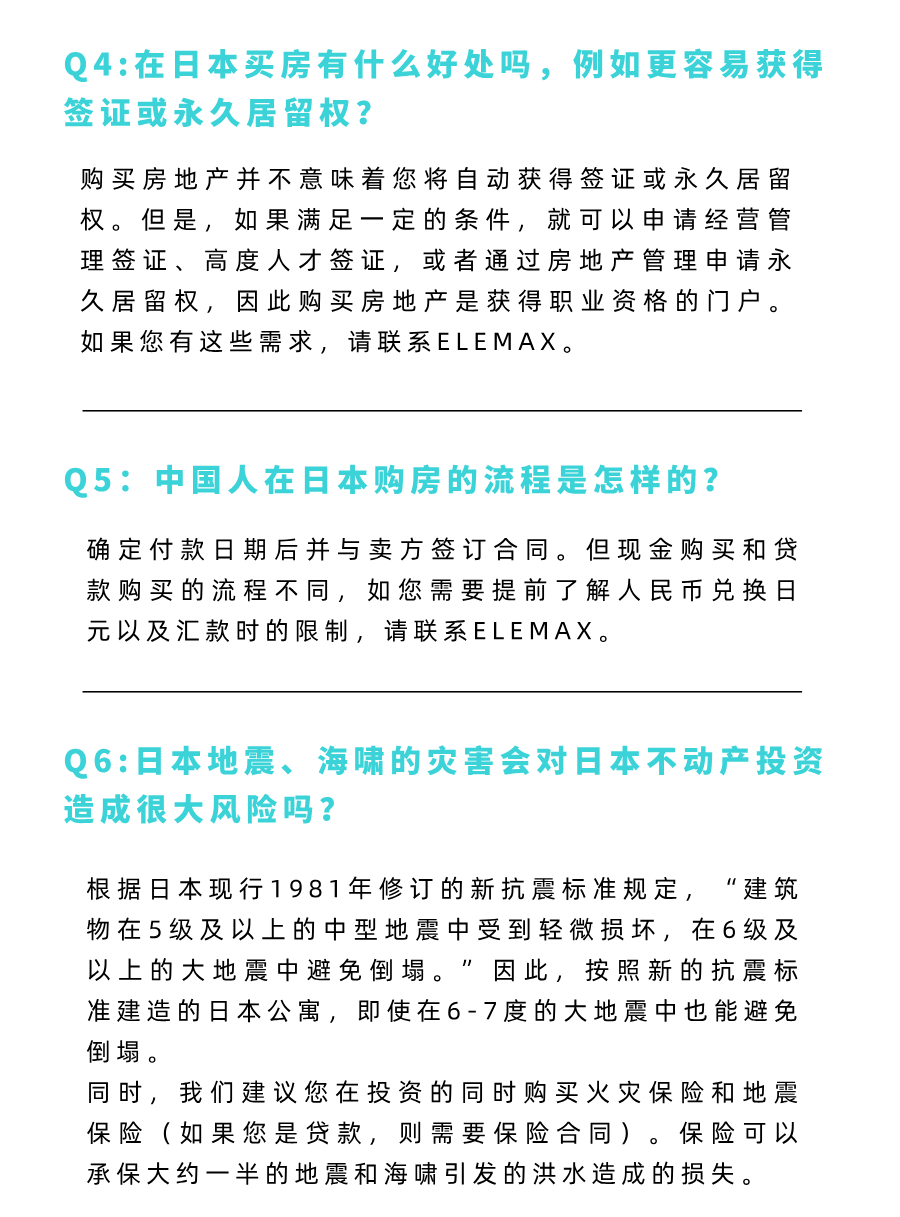 Q4:在日本买房有什么好处吗，例如更容易获得
签证或永久居留权？
购买房地产并不意味着您将自动获得签证或永久居留
权。但是，如果满足一定的条件，就可以申请经营管
理签证、高度人才签证，或者通过房地产管理申请永
久居留权，因此购买房地产是获得职业资格的门户。
如果您有这些需求，请联系ELEMAX。
Q5：中国人在日本购房的流程是怎样的？
确定付款日期后并与卖方签订合同。但现金购买和贷
款购买的流程不同，如您需要提前了解人民币兑换日
元以及汇款时的限制，请联系ELEMAX。
Q6:日本地震、海啸的灾害会对日本不动产投资
造成很大风险吗？
根据日本现行1981年修订的新抗震标准规定，“建筑
物在5级及以上的中型地震中受到轻微损坏，在6级及
以上的大地震中避免倒塌。” 因此，按照新的抗震标
准建造的日本公寓，即使在6-7度的大地震中也能避免
倒塌。
同时，我们建议您在投资的同时购买火灾保险和地震
保险（如果您是贷款，则需要保险合同）。保险可以
承保大约一半的地震和海啸引发的洪水造成的损失。